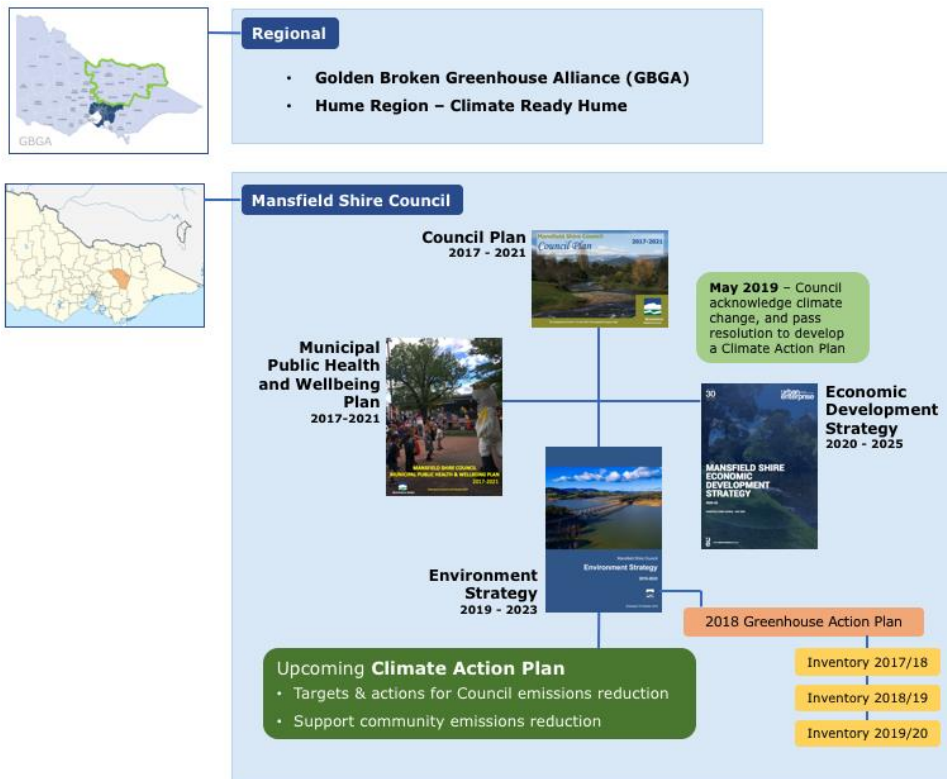 Regional
• Golden Broken Greenhouse Alliance (GBGA)
• Hume Region – Climate Ready Hume
GBGA
Mansfield Shire Council
Council Plan
2017 - 2021
Mansfield Shire Council
Council Plan
2017-2021
May 2019 – Council
acknowledge climate
change, and pass
resolution to develop
a Climate Action Plan
Municipal
Public Health
and Wellbeing
Plan
2017-2021
MANSFIELD SHIRE COUNCIL
MUNICIPAL PUBLIC HEALTH & WELLBEING PLAN
2017-2021
30
urban
enterprise
MANSFIELD SHIRE
ECONOMIC
DEVELOPMENT
STRATEGY
Economic
Development
Strategy
2020 - 2025
Mansfield Shire Council
Environment Strategy
2019-2023
Environment
Strategy
2019 - 2023
2018 Greenhouse Action Plan
Inventory 2017/18
Inventory 2018/19
Inventory 2019/20
Upcoming Climate Action Plan
• Targets & actions for Council emissions reduction
• Support community emissions reduction